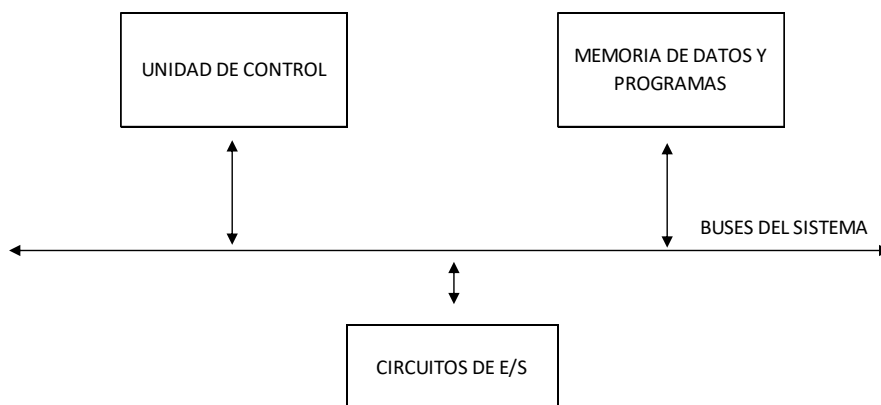 UNIDAD DE CONTROL
MEMORIA DE DATOS Y
PROGRAMAS
BUSES DEL SISTEMA
CIRCUITOS DE E/S